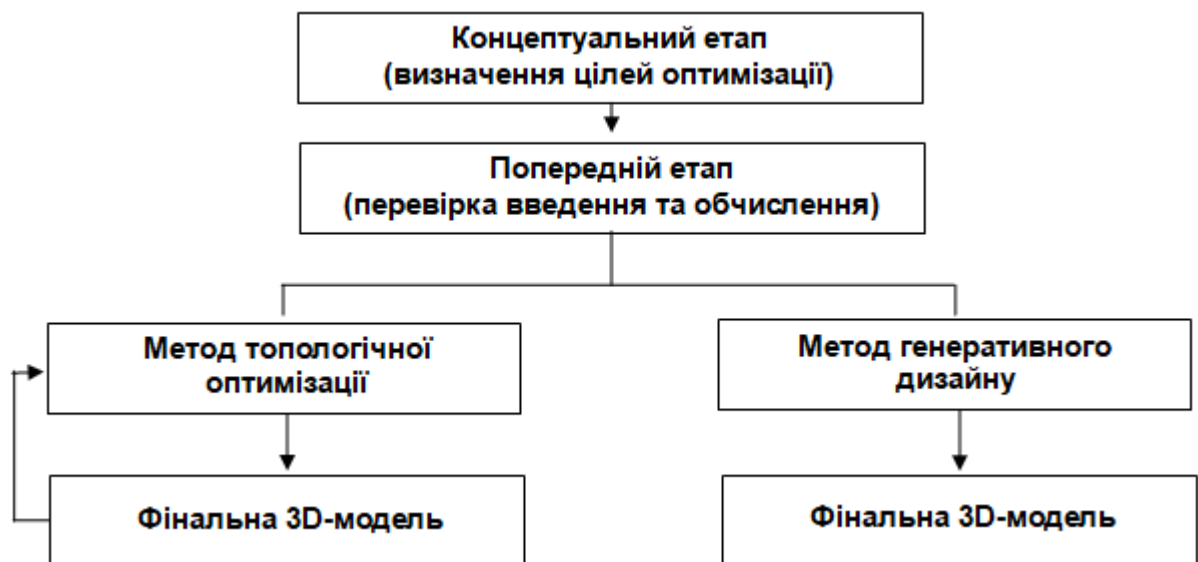 Концептуальний етап
(визначення цілей оптимізації)
Попередній етап
(перевірка введення та обчислення)
Метод топологічної
оптимізації
Метод генеративного
дизайну
Фінальна 3D-модель
Фінальна 3D-модель